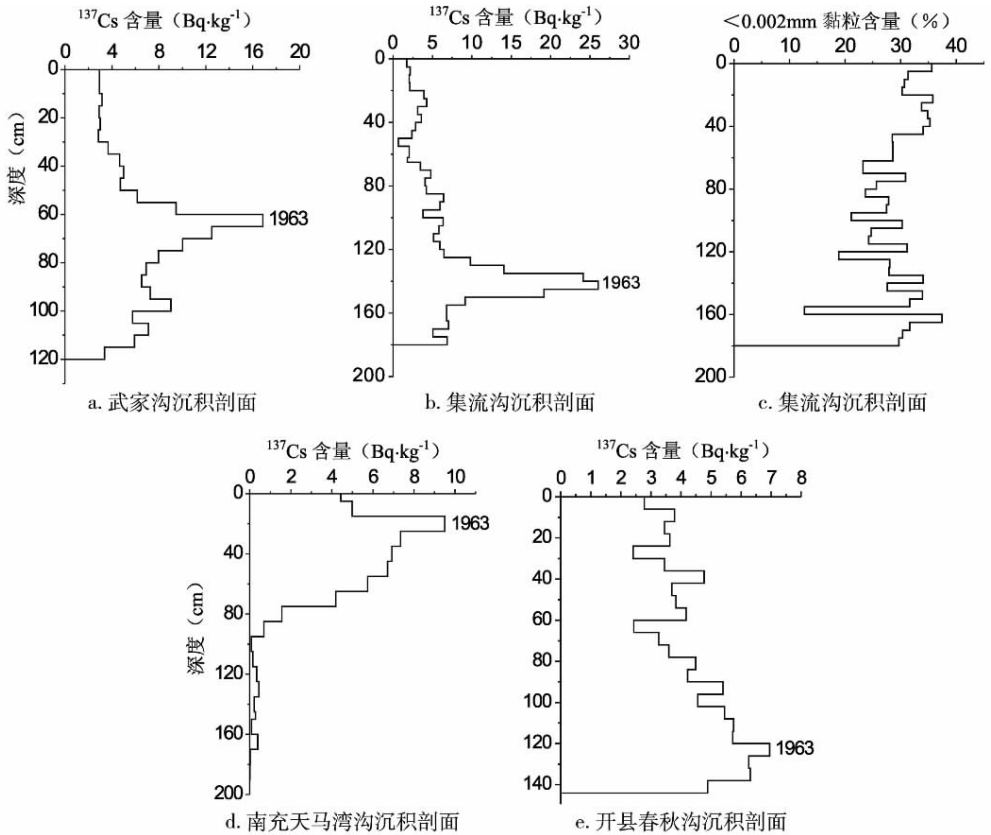 ¹³⁷Cs 含量（Bq·kg⁻¹）
0 4 8 12 16 20
0
20
40
60
80
100
120
深度（cm）
1963
a. 武家沟沉积剖面
¹³⁷Cs 含量（Bq·kg⁻¹）
0 5 10 15 20 25 30
0
40
80
120
160
200
1963
b. 集流沟沉积剖面
＜0.002mm 黏粒含量（%）
0 10 20 30 40
0
40
80
120
160
200
c. 集流沟沉积剖面
¹³⁷Cs 含量（Bq·kg⁻¹）
0 2 4 6 8 10
0
40
80
120
160
200
深度（cm）
1963
d. 南充天马湾沟沉积剖面
¹³⁷Cs 含量（Bq·kg⁻¹）
0 1 2 3 4 5 6 7 8
0
20
40
60
80
100
120
140
1963
e. 开县春秋沟沉积剖面